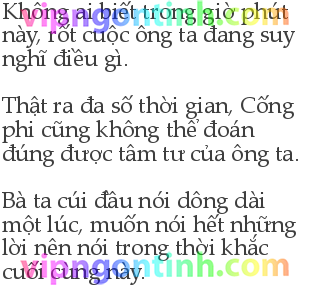 Không ai biết trong giờ phút
này, rốt cuộc ông ta đang suy
nghĩ điều gì.
Thật ra đa số thời gian, Cống
phi cũng không thể đoán
đúng được tâm tư của ông ta.
Bà ta cúi đầu nói dông dài
một lúc, muốn nói hết những
lời nên nói trong thời khắc
cuối cùng này.
vipngontinh.com
vipngontinh.com